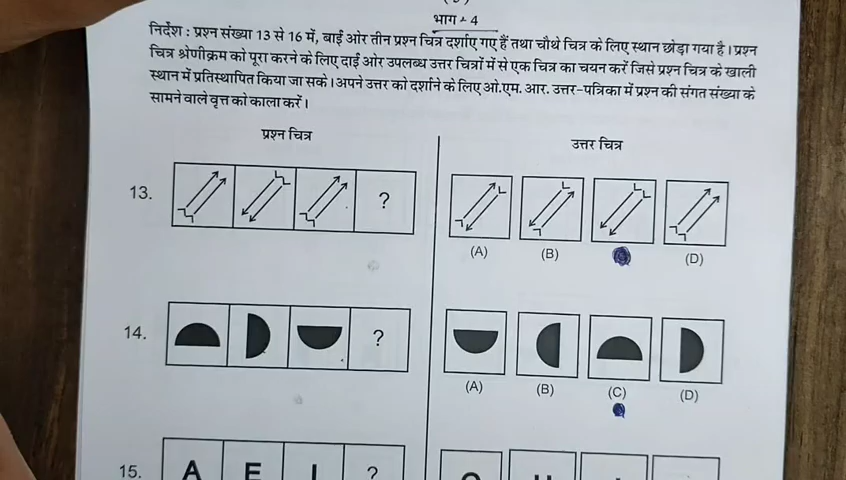 भाग - 4
निर्देश : प्रश्न संख्या 13 से 16 में, बाईं ओर तीन प्रश्न चित्र दर्शाए गए हैं तथा चौथे चित्र के लिए स्थान छोड़ा गया है । प्रश्न
चित्र श्रेणीक्रम को पूरा करने के लिए दाईं ओर उपलब्ध उत्तर चित्रों में से एक चित्र का चयन करें जिसे प्रश्न चित्र के खाली
स्थान में प्रतिस्थापित किया जा सके । अपने उत्तर को दर्शाने के लिए ओ.एम. आर. उत्तर-पत्रिका में प्रश्न की संगत संख्या के
सामने वाले वृत्त को काला करें ।
प्रश्न चित्र
उत्तर चित्र
13. ?
(A) (B) (D)
14. ?
(A) (B) (C) (D)
15. A E I ?